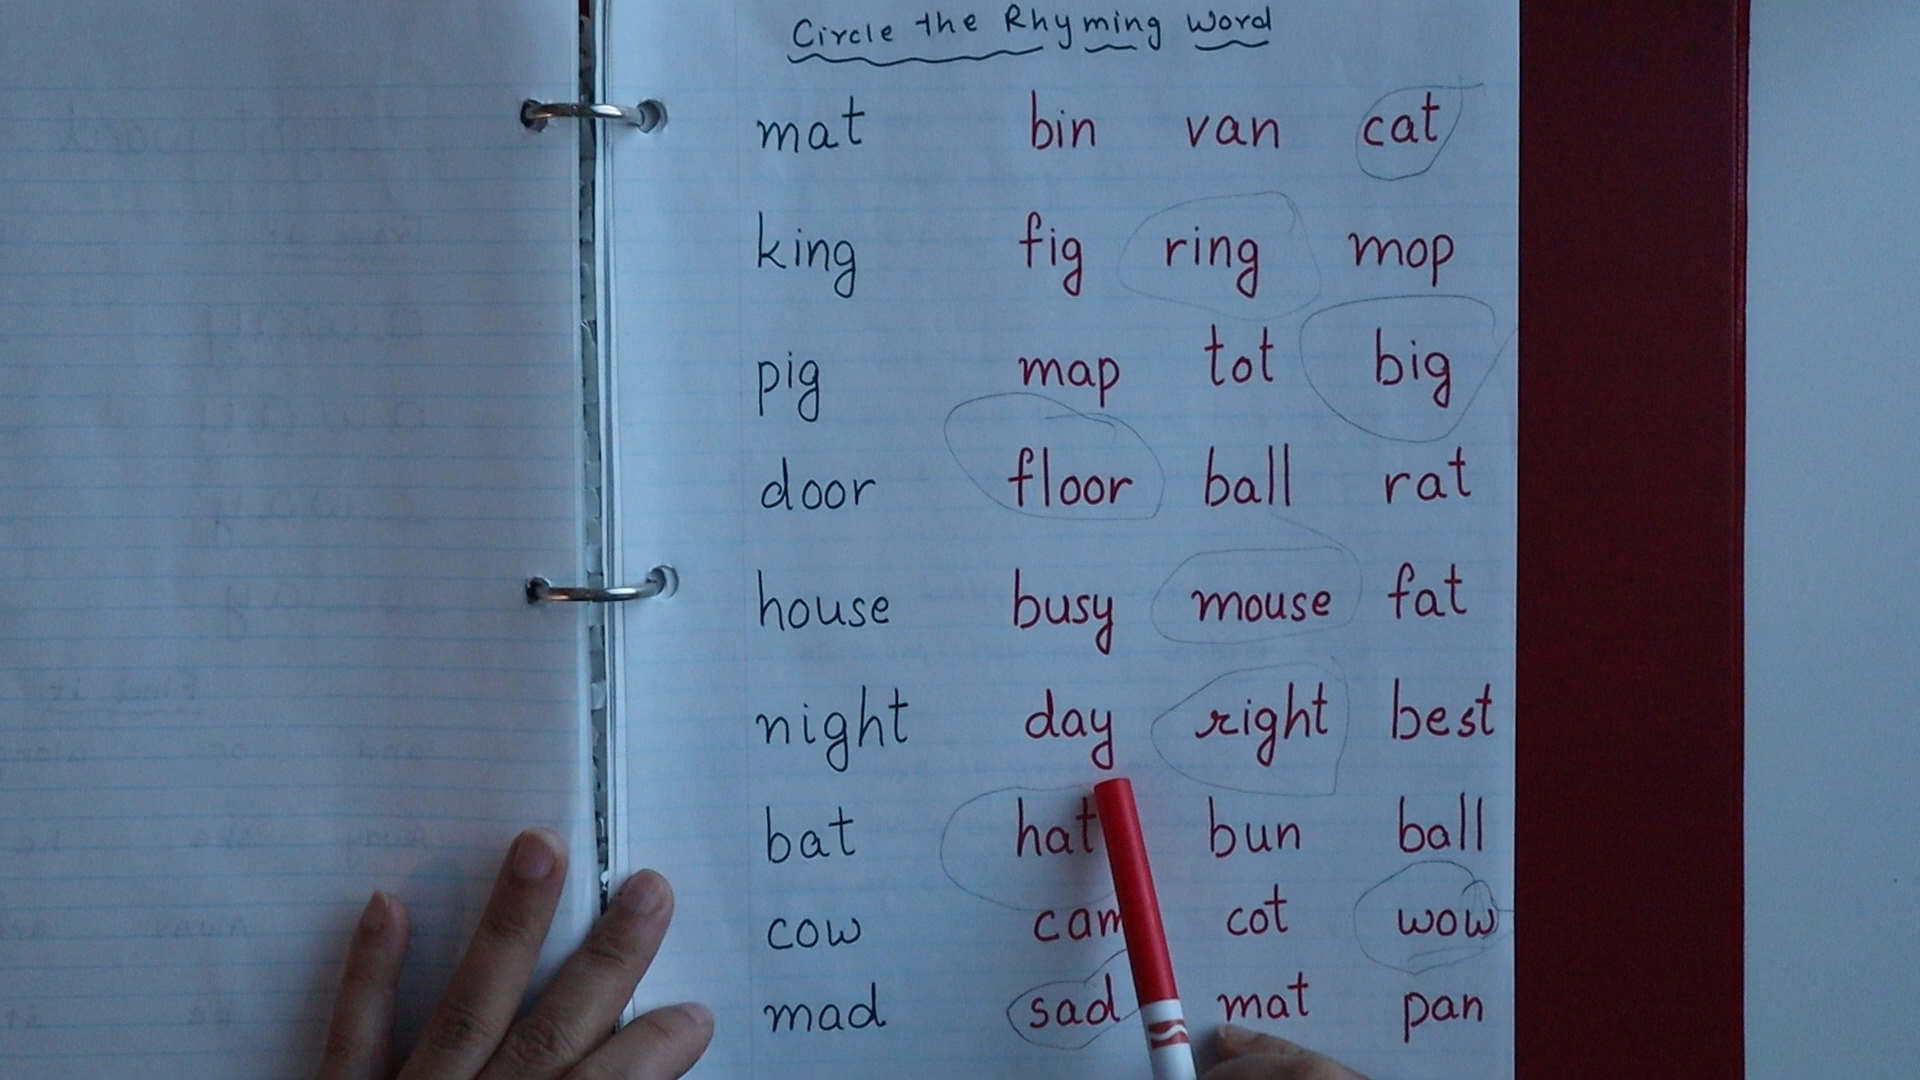 Circle the Rhyming Word
mat bin van cat
king fig ring mop
pig map tot big
door floor ball rat
house busy mouse fat
night day right best
bat hat bun ball
cow cot wow
mad sad mat pan